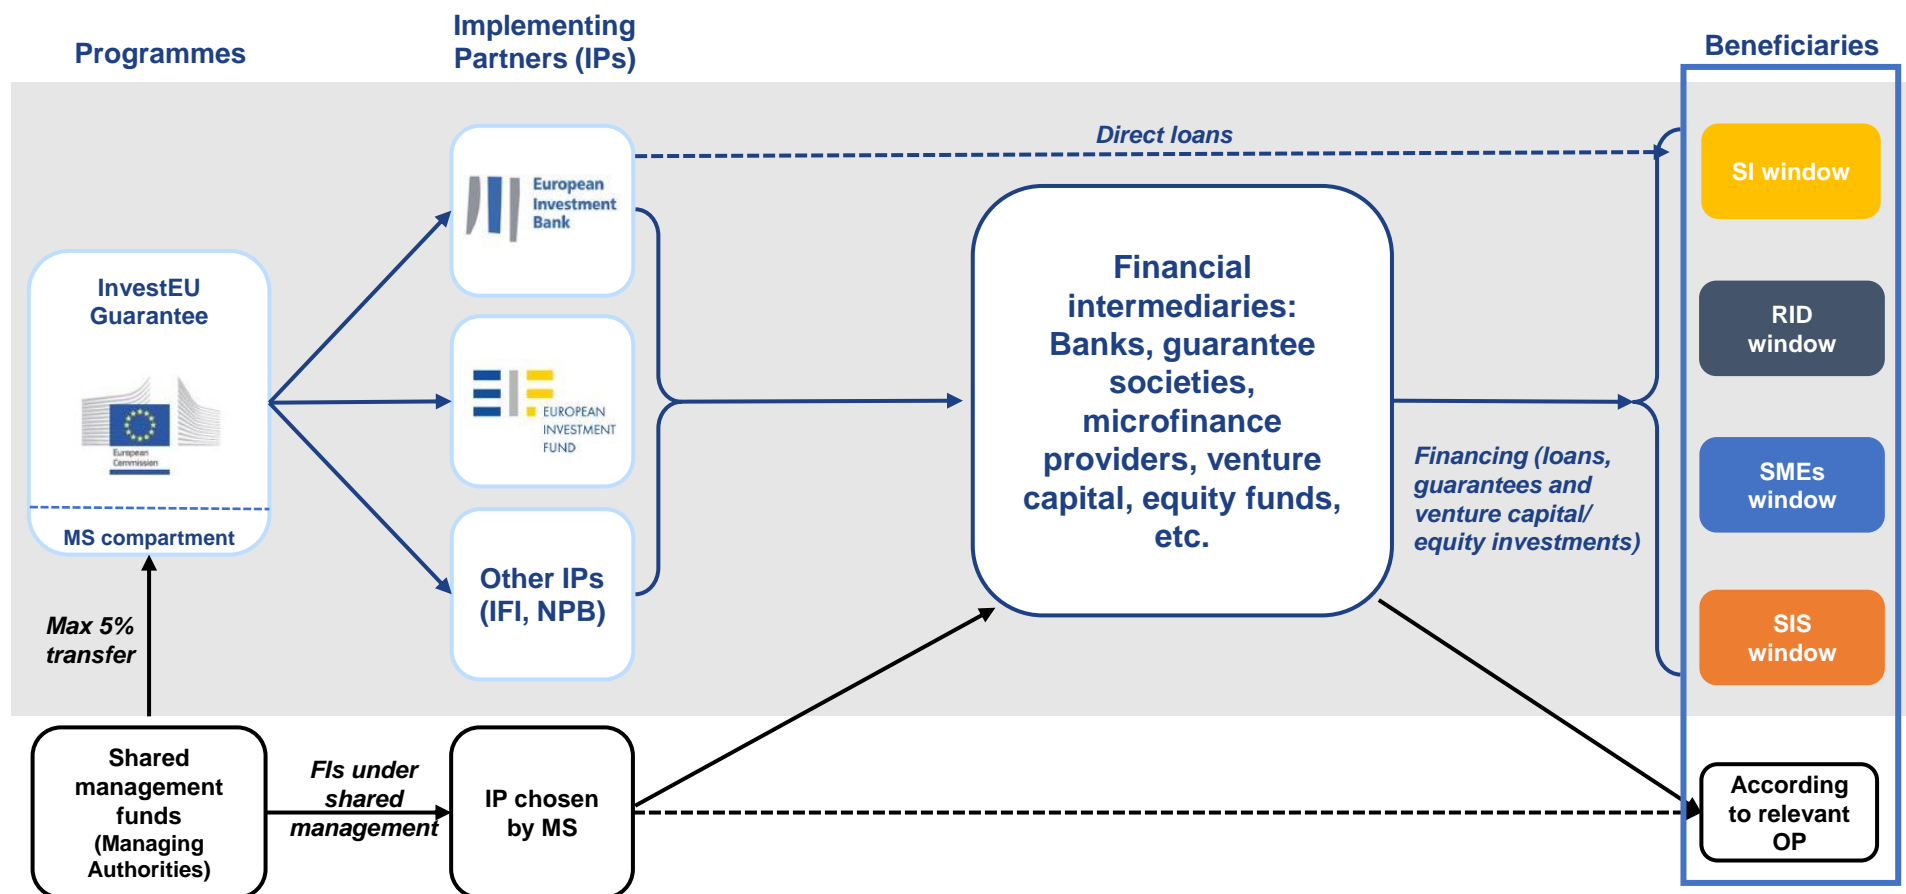 Programmes
Implementing
Partners (IPs)
Beneficiaries
Direct loans
European
Investment
Bank
SI window
InvestEU
Guarantee
European
Commission
MS compartment
EUROPEAN
INVESTMENT
FUND
Other IPs
(IFI, NPB)
Financial
intermediaries:
Banks, guarantee
societies,
microfinance
providers, venture
capital, equity funds,
etc.
Financing (loans,
guarantees and
venture capital/
equity investments)
RID
window
SMEs
window
SIS
window
Max 5%
transfer
Shared
management
funds
(Managing
Authorities)
FIs under
shared
management
IP chosen
by MS
According
to relevant
OP